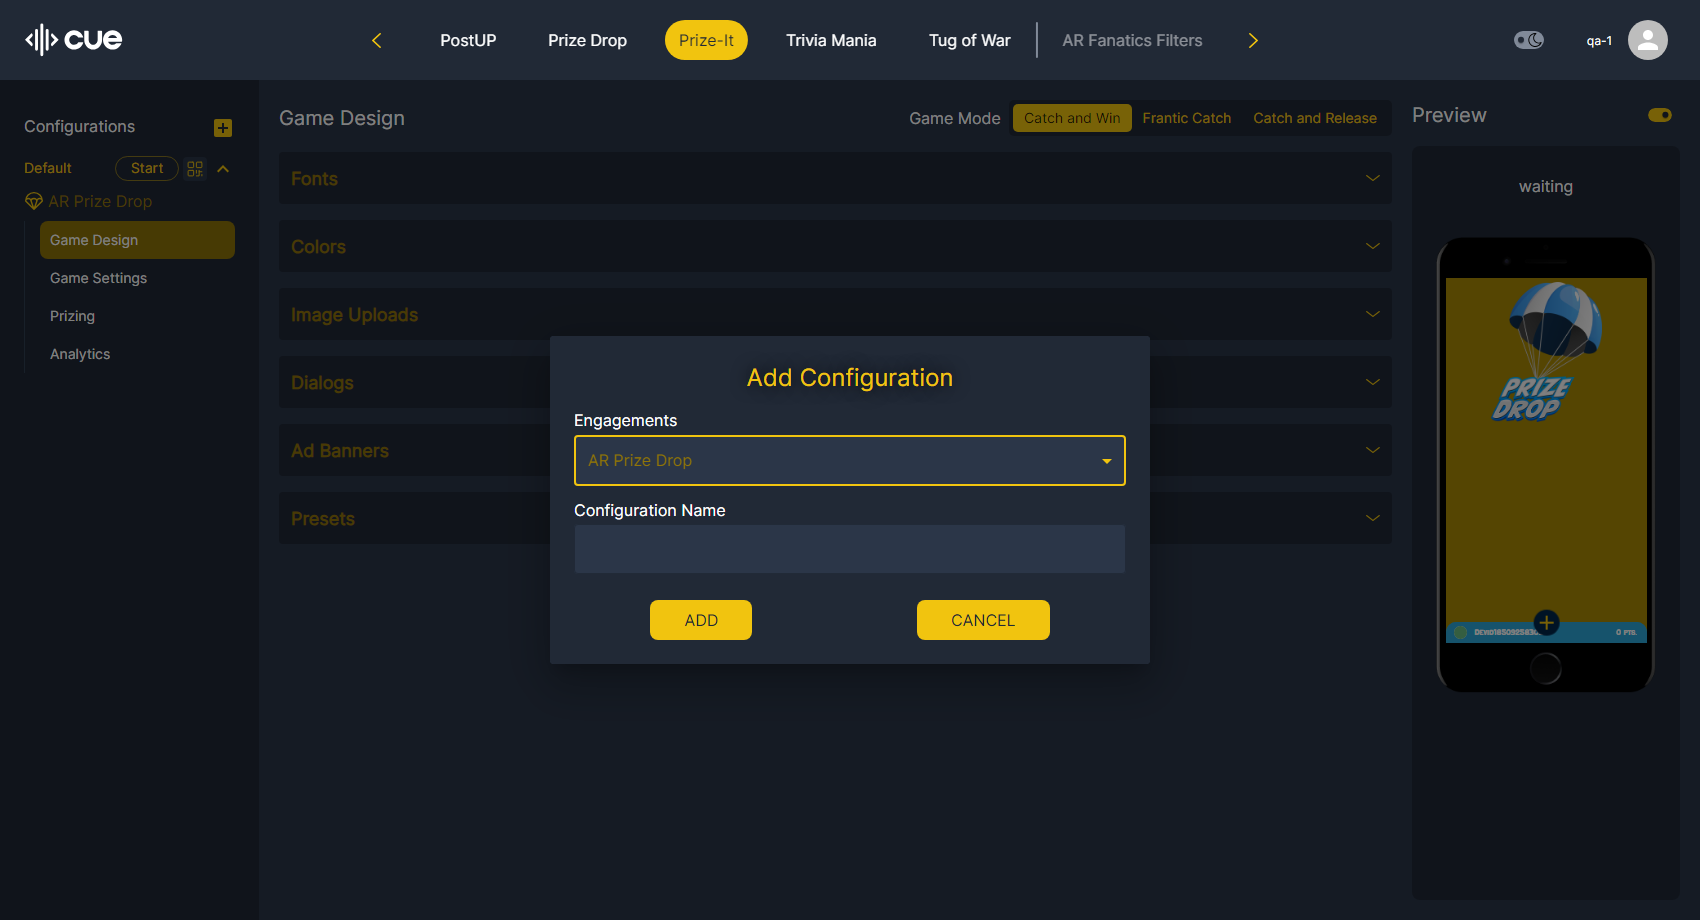 cue
PostUP
Prize Drop
Prize-It
Trivia Mania
Tug of War
AR Fanatics Filters
qa-1
Configurations
Default
Start
AR Prize Drop
Game Design
Game Settings
Prizing
Analytics
Game Design
Game Mode
Catch and Win
Frantic Catch
Catch and Release
Fonts
Colors
Image Uploads
Dialogs
Ad Banners
Presets
Add Configuration
Engagements
AR Prize Drop
Configuration Name
ADD
CANCEL
Preview
waiting
PRIZE
DROP
0 PTS.